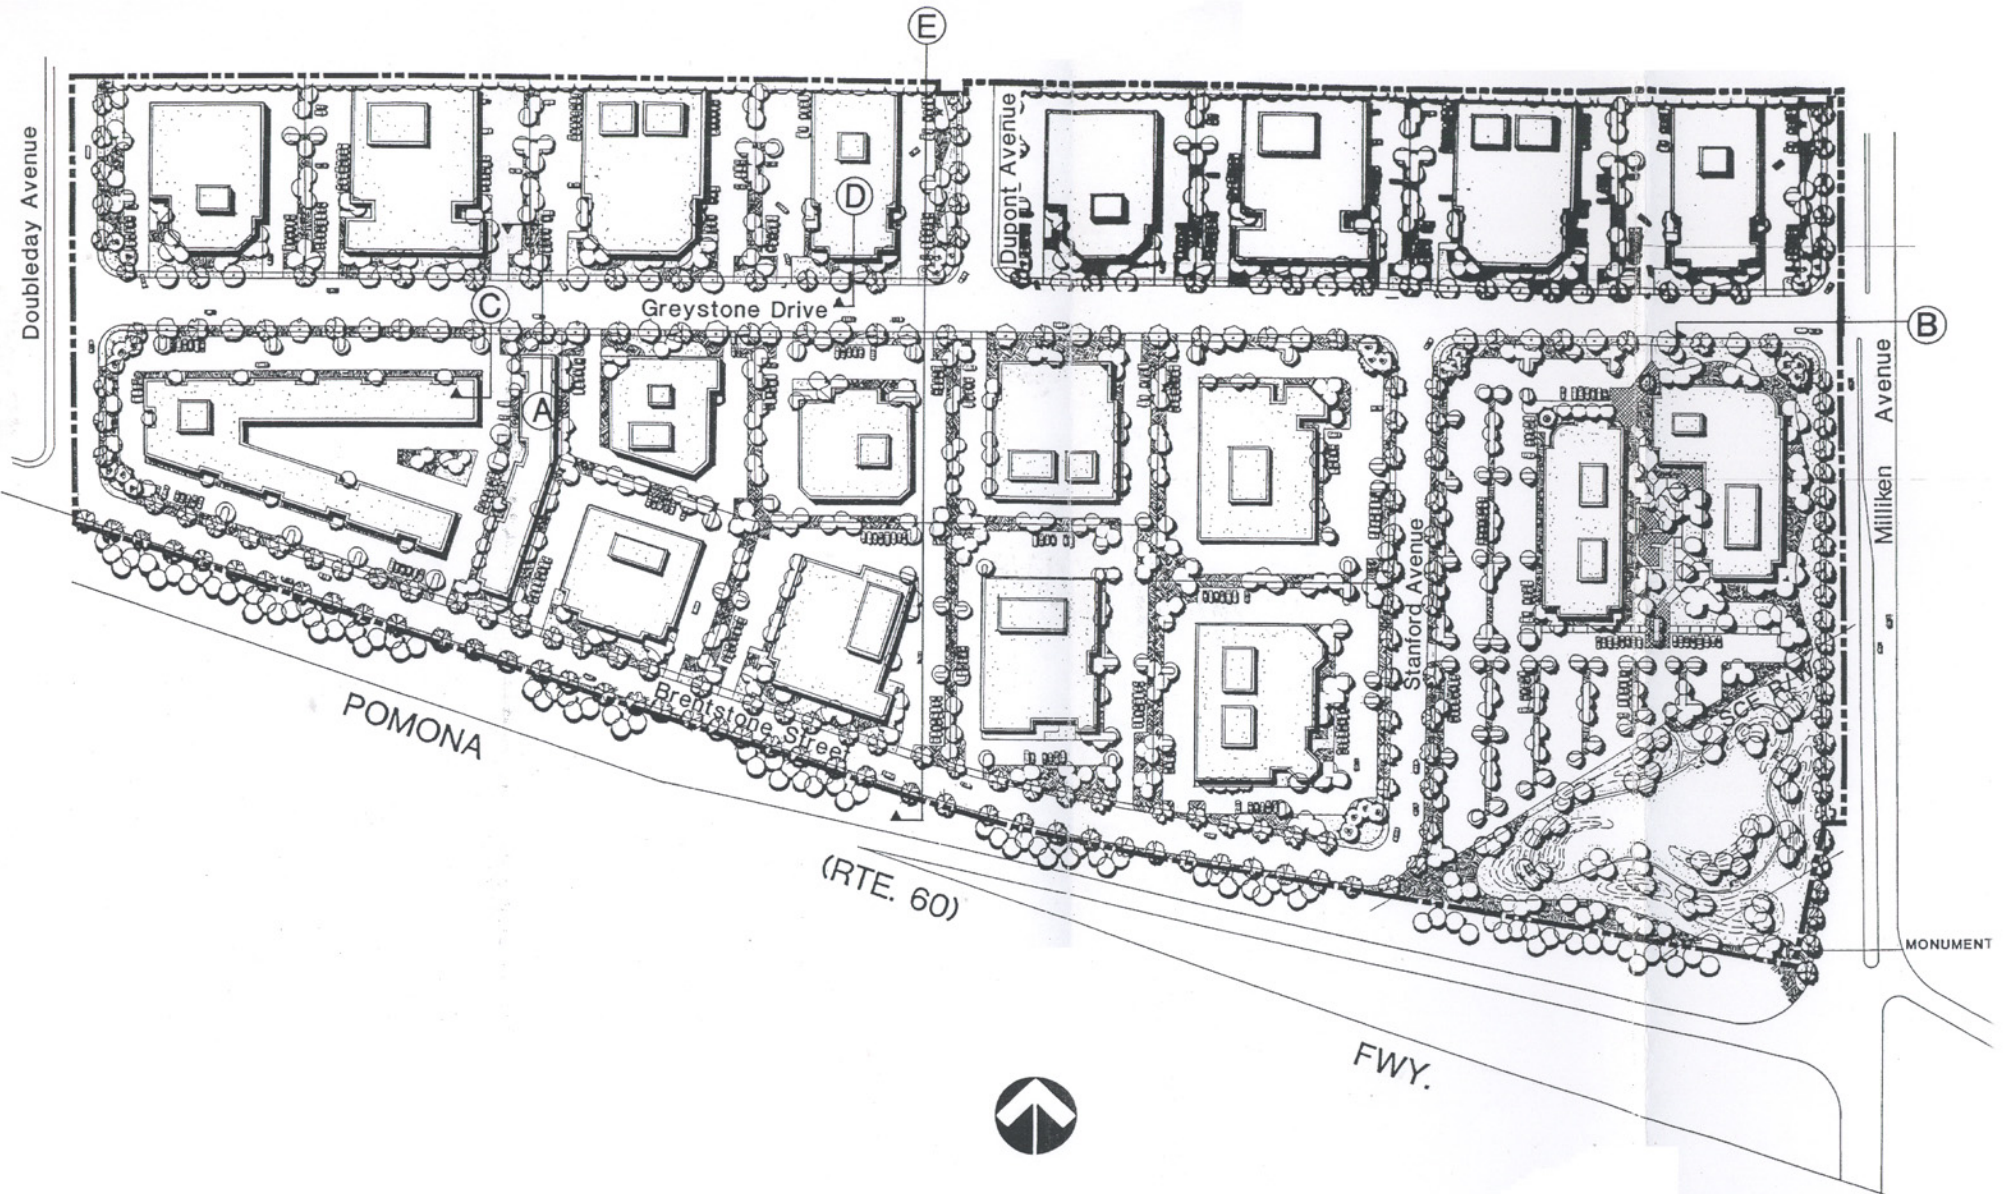 E
Doubleday Avenue
Dupont Avenue
D
C
Greystone Drive
B
A
Milliken Avenue
Stanford Avenue
Brentstone Street
SCE
POMONA
(RTE. 60)
FWY.
MONUMENT